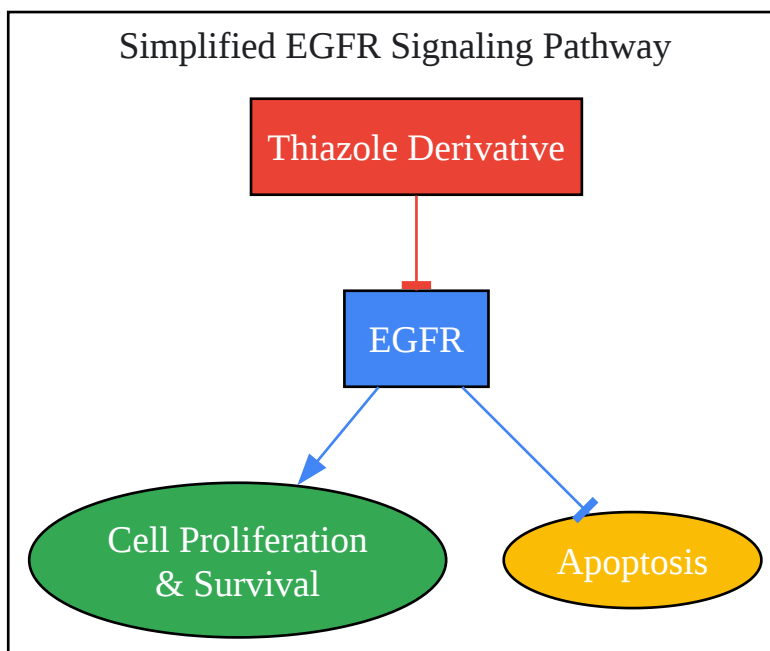 Simplified EGFR Signaling Pathway
Thiazole Derivative
EGFR
Cell Proliferation
& Survival
Apoptosis